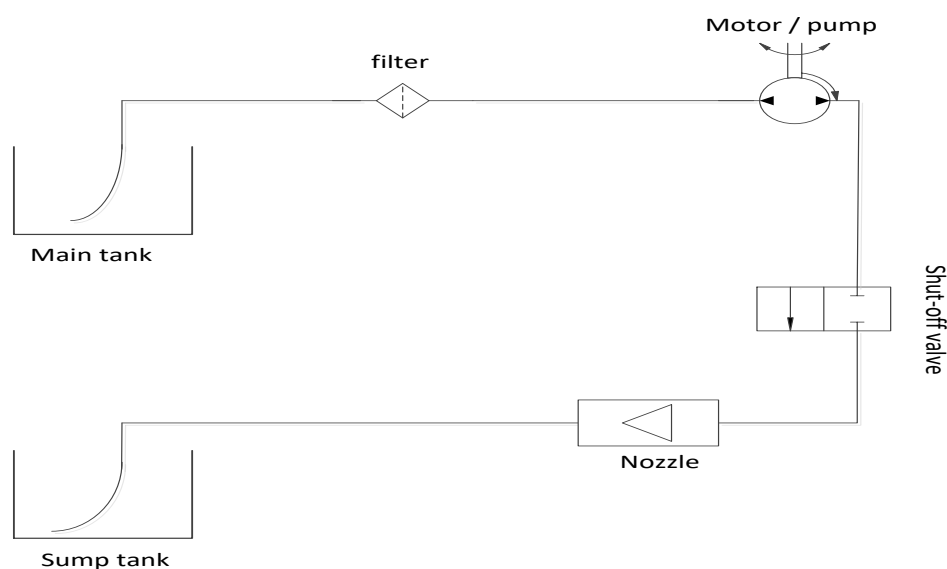 Motor / pump
filter
Main tank
Shut-off valve
Nozzle
Sump tank